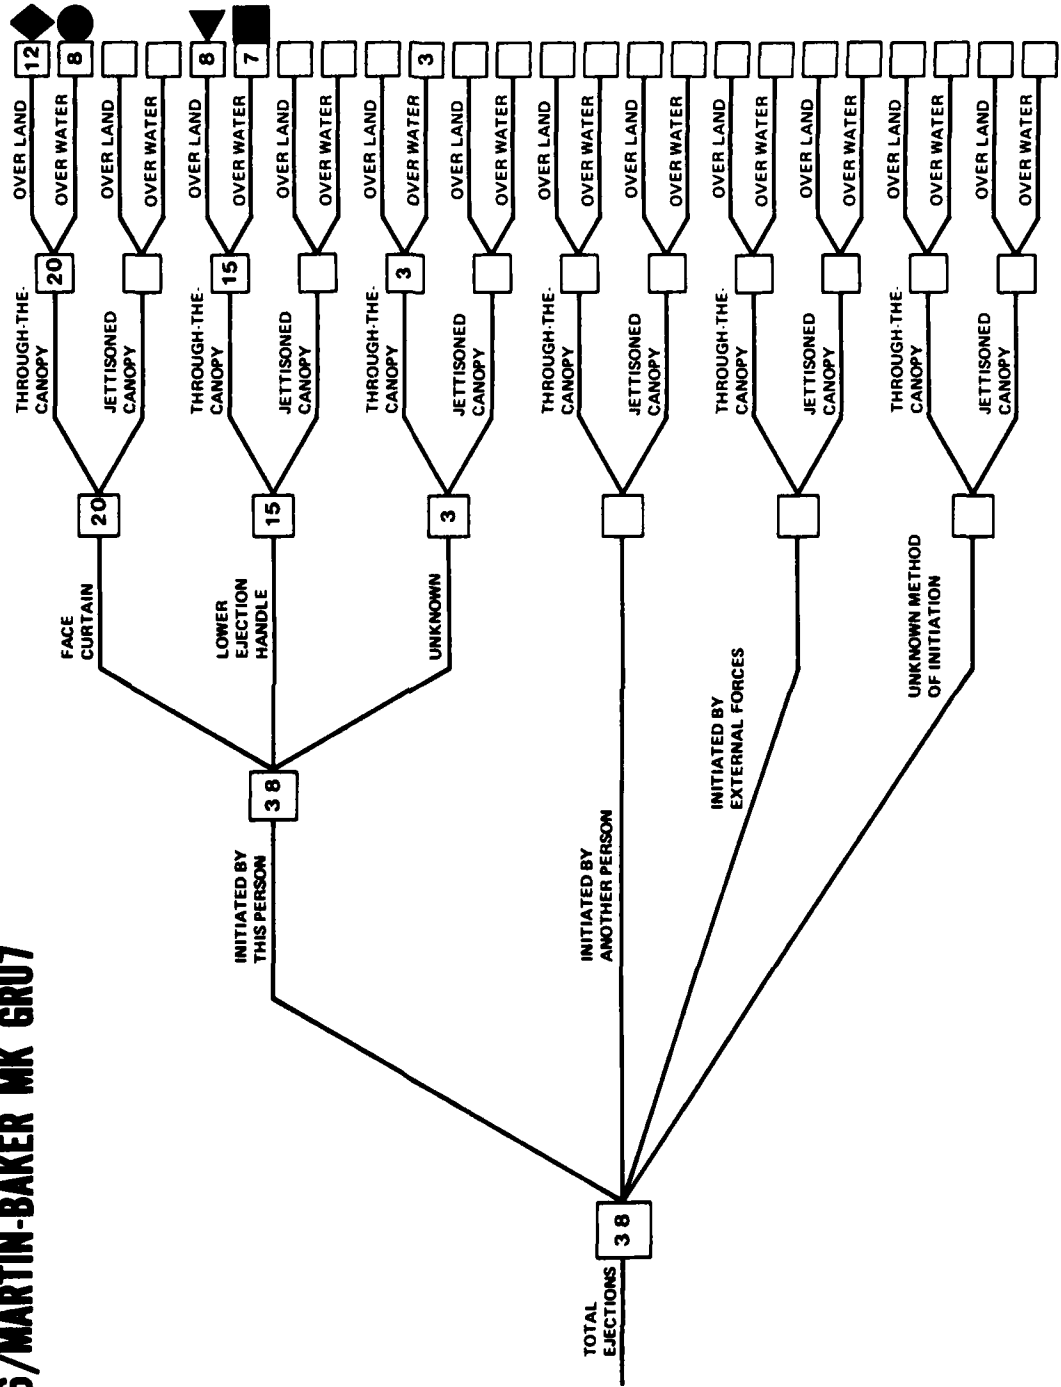 /MARTIN-BAKER MK GRU7
TOTAL
EJECTIONS
38
INITIATED BY
THIS PERSON
38
INITIATED BY
ANOTHER PERSON
INITIATED BY
EXTERNAL FORCES
UNKNOWN METHOD
OF INITIATION
FACE
CURTAIN
20
LOWER
EJECTION
HANDLE
15
UNKNOWN
3
THROUGH-THE-
CANOPY
20
JETTISONED
CANOPY
THROUGH-THE-
CANOPY
15
JETTISONED
CANOPY
THROUGH-THE-
CANOPY
3
JETTISONED
CANOPY
THROUGH-THE-
CANOPY
JETTISONED
CANOPY
THROUGH-THE-
CANOPY
JETTISONED
CANOPY
THROUGH-THE-
CANOPY
JETTISONED
CANOPY
OVER LAND 12
OVER WATER 8
OVER LAND
OVER WATER
OVER LAND 8
OVER WATER 7
OVER LAND
OVER WATER
OVER LAND
OVER WATER 3
OVER LAND
OVER WATER
OVER LAND
OVER WATER
OVER LAND
OVER WATER
OVER LAND
OVER WATER
OVER LAND
OVER WATER
OVER LAND
OVER WATER
OVER LAND
OVER WATER